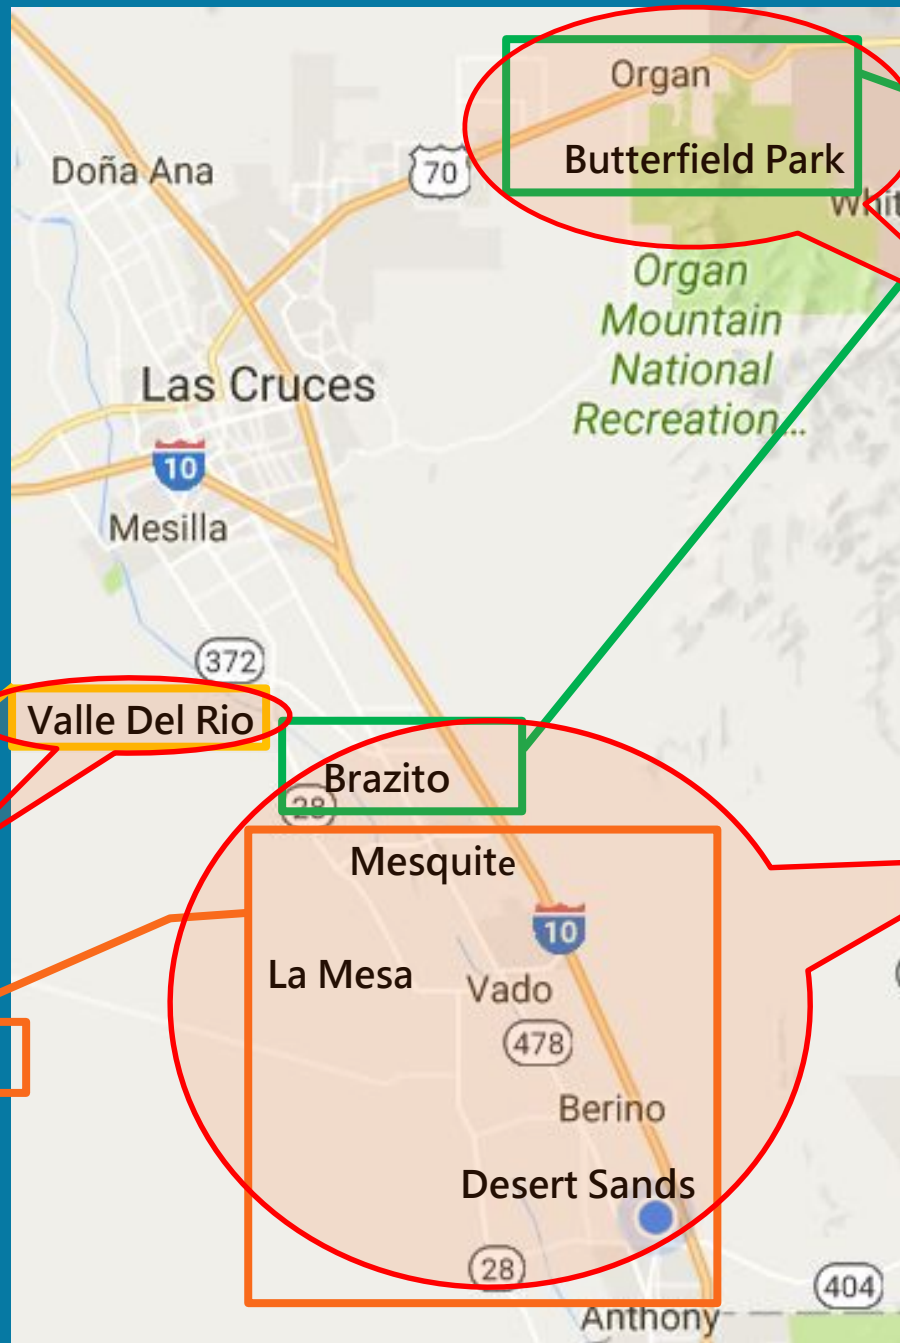 Organ
Doña Ana
70
Butterfield Park
Whit
Organ
Mountain
National
Recreation...
Las Cruces
10
Mesilla
372
Valle Del Rio
Brazito
28
Mesquite
10
La Mesa
Vado
478
Berino
Desert Sands
28
404
Anthony